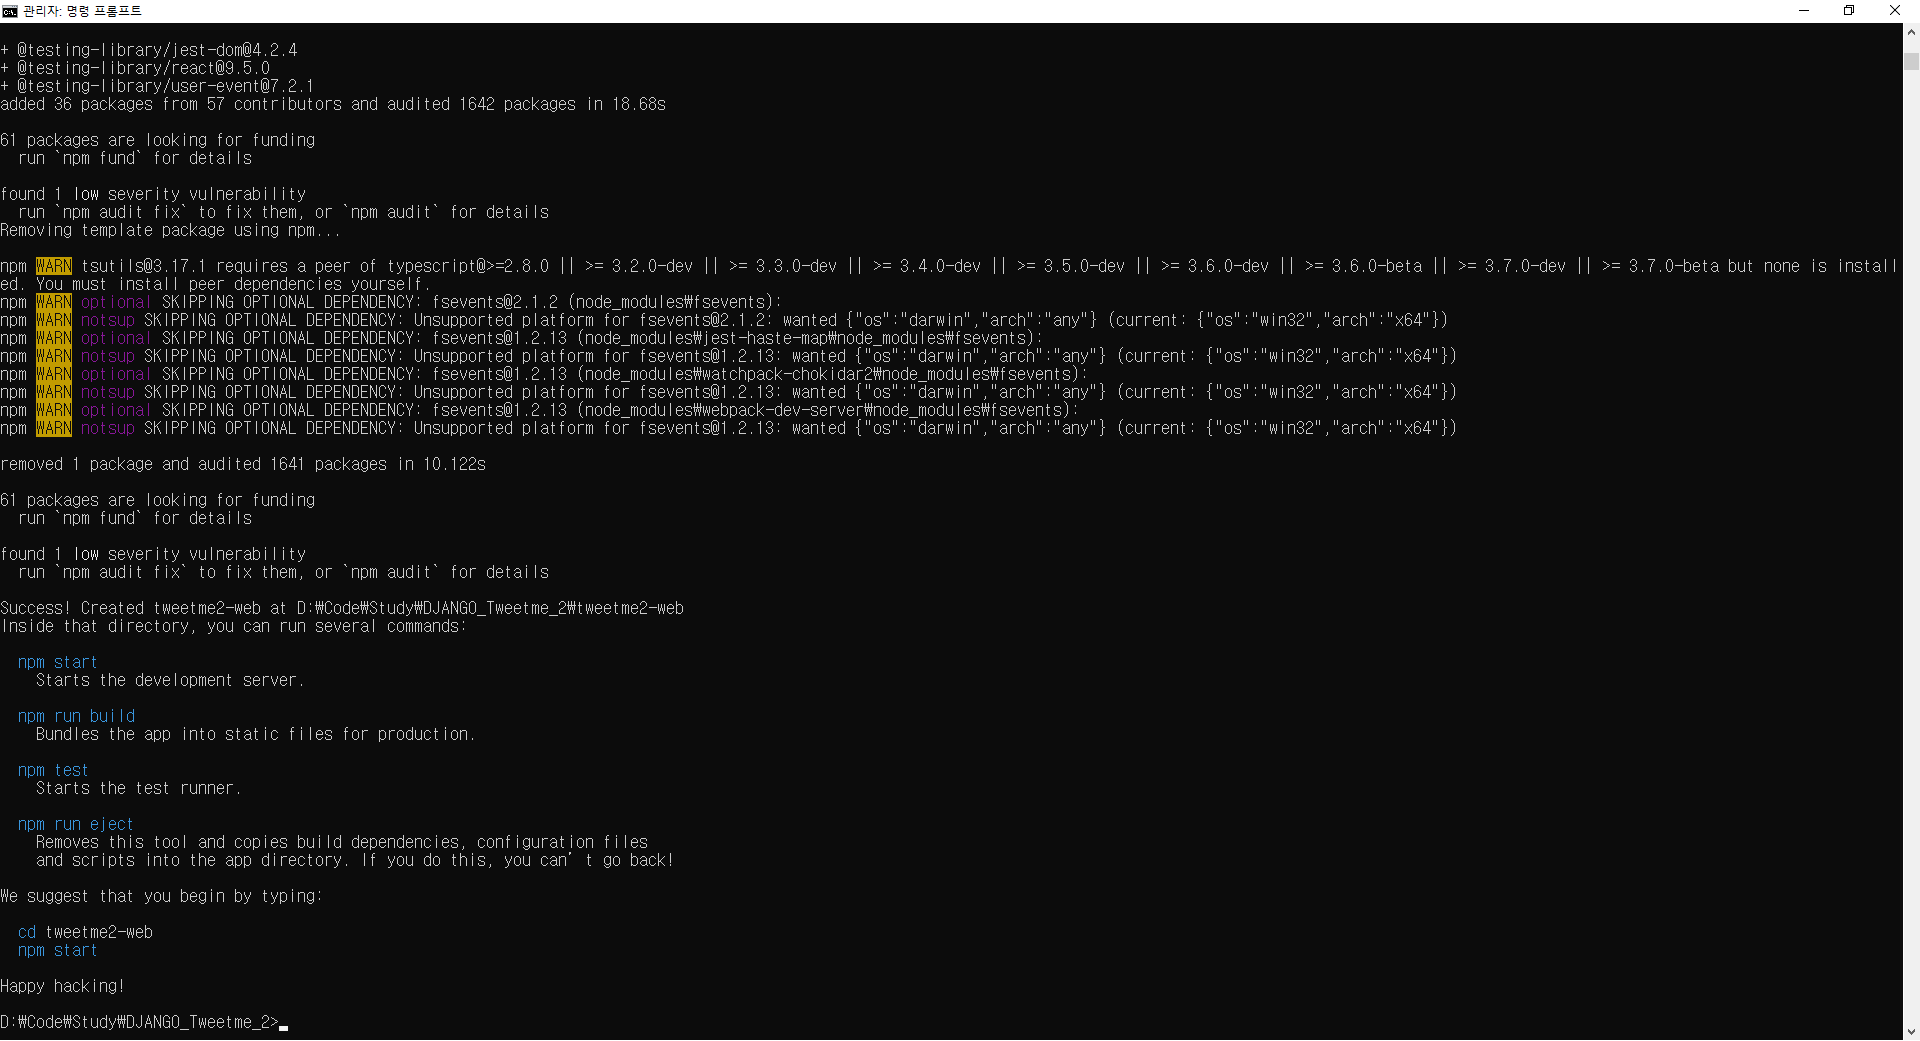 관리자: 명령 프롬프트
+ @testing-library/jest-dom@4.2.4
+ @testing-library/react@9.5.0
+ @testing-library/user-event@7.2.1
added 36 packages from 57 contributors and audited 1642 packages in 18.68s
61 packages are looking for funding
  run `npm fund` for details
found 1 low severity vulnerability
  run `npm audit fix` to fix them, or `npm audit` for details
Removing template package using npm...
npm WARN tsutils@3.17.1 requires a peer of typescript@>=2.8.0 || >= 3.2.0-dev || >= 3.3.0-dev || >= 3.4.0-dev || >= 3.5.0-dev || >= 3.6.0-dev || >= 3.6.0-beta || >= 3.7.0-dev || >= 3.7.0-beta but none is install
ed. You must install peer dependencies yourself.
npm WARN optional SKIPPING OPTIONAL DEPENDENCY: fsevents@2.1.2 (node_modules₩fsevents):
npm WARN notsup SKIPPING OPTIONAL DEPENDENCY: Unsupported platform for fsevents@2.1.2: wanted {"os":"darwin","arch":"any"} (current: {"os":"win32","arch":"x64"})
npm WARN optional SKIPPING OPTIONAL DEPENDENCY: fsevents@1.2.13 (node_modules₩jest-haste-map₩node_modules₩fsevents):
npm WARN notsup SKIPPING OPTIONAL DEPENDENCY: Unsupported platform for fsevents@1.2.13: wanted {"os":"darwin","arch":"any"} (current: {"os":"win32","arch":"x64"})
npm WARN optional SKIPPING OPTIONAL DEPENDENCY: fsevents@1.2.13 (node_modules₩watchpack-chokidar2₩node_modules₩fsevents):
npm WARN notsup SKIPPING OPTIONAL DEPENDENCY: Unsupported platform for fsevents@1.2.13: wanted {"os":"darwin","arch":"any"} (current: {"os":"win32","arch":"x64"})
npm WARN optional SKIPPING OPTIONAL DEPENDENCY: fsevents@1.2.13 (node_modules₩webpack-dev-server₩node_modules₩fsevents):
npm WARN notsup SKIPPING OPTIONAL DEPENDENCY: Unsupported platform for fsevents@1.2.13: wanted {"os":"darwin","arch":"any"} (current: {"os":"win32","arch":"x64"})
removed 1 package and audited 1641 packages in 10.122s
61 packages are looking for funding
  run `npm fund` for details
found 1 low severity vulnerability
  run `npm audit fix` to fix them, or `npm audit` for details
Success! Created tweetme2-web at D:₩Code₩Study₩DJANGO_Tweetme_2₩tweetme2-web
Inside that directory, you can run several commands:
  npm start
    Starts the development server.
  npm run build
    Bundles the app into static files for production.
  npm test
    Starts the test runner.
  npm run eject
    Removes this tool and copies build dependencies, configuration files
    and scripts into the app directory. If you do this, you can’t go back!
We suggest that you begin by typing:
  cd tweetme2-web
  npm start
Happy hacking!
D:₩Code₩Study₩DJANGO_Tweetme_2>